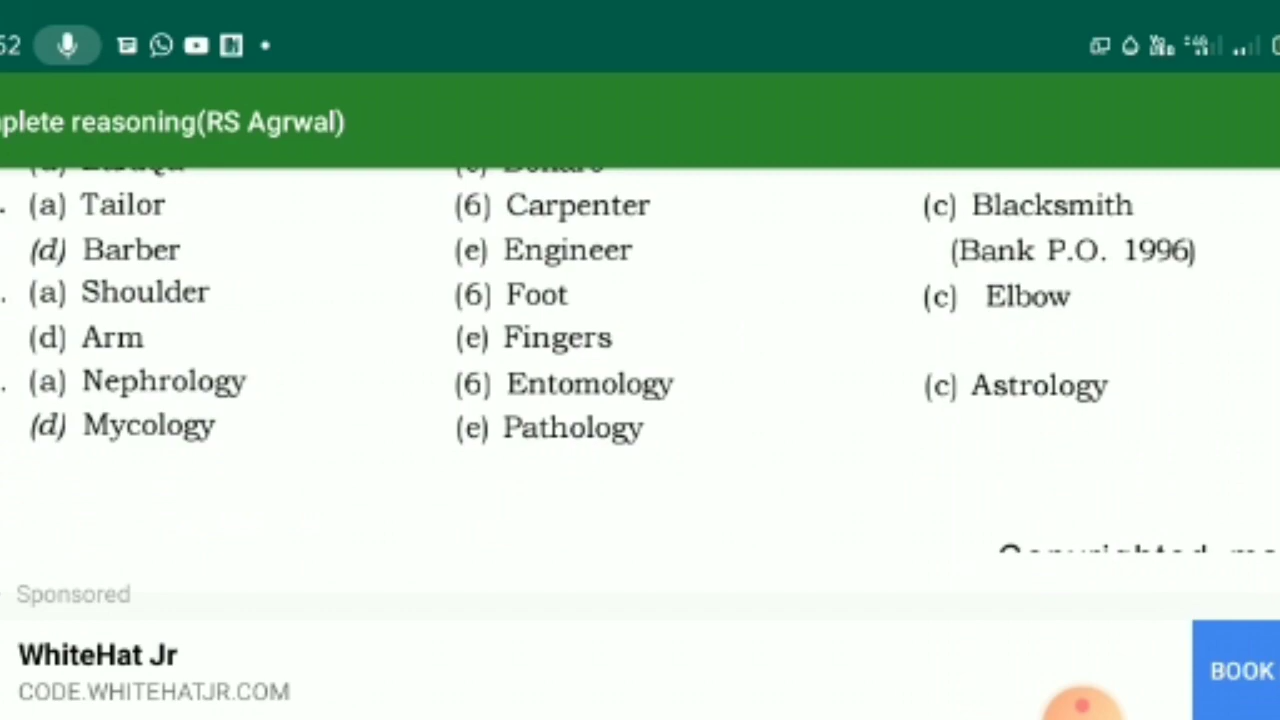 52
plete reasoning(RS Agrwal)
. (a) Tailor (6) Carpenter (c) Blacksmith
(d) Barber (e) Engineer (Bank P.O. 1996)
. (a) Shoulder (6) Foot (c) Elbow
(d) Arm (e) Fingers
. (a) Nephrology (6) Entomology (c) Astrology
(d) Mycology (e) Pathology
Sponsored
WhiteHat Jr
CODE.WHITEHATJR.COM
BOOK